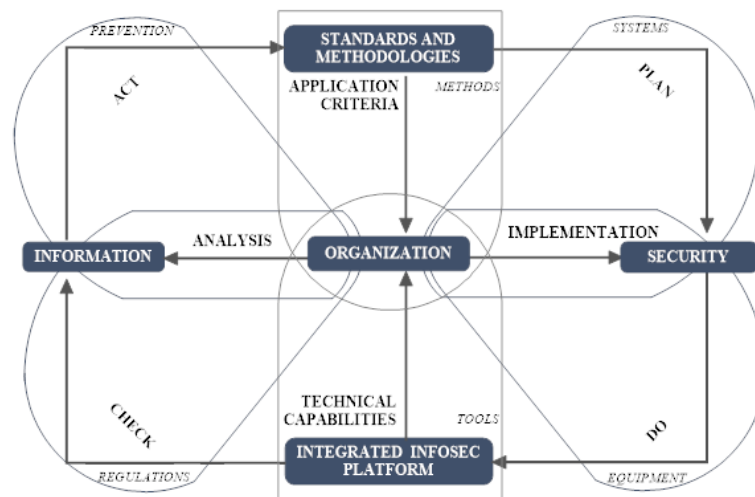 PREVENTION
STANDARDS AND
METHODOLOGIES
SYSTEMS
ACT
APPLICATION
CRITERIA
METHODS
PLAN
INFORMATION
ANALYSIS
ORGANIZATION
IMPLEMENTATION
SECURITY
CHECK
TECHNICAL
CAPABILITIES
TOOLS
DO
REGULATIONS
INTEGRATED INFOSEC
PLATFORM
EQUIPMENT